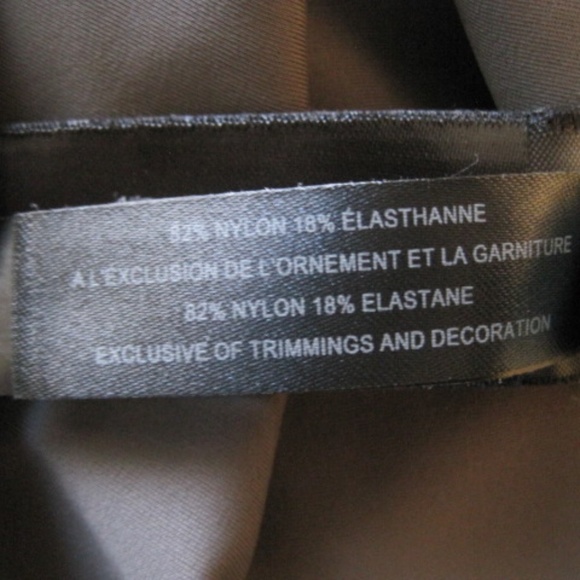 82% NYLON 18% ÉLASTHANNE
A L'EXCLUSION DE L'ORNEMENT ET LA GARNITURE
82% NYLON 18% ELASTANE
EXCLUSIVE OF TRIMMINGS AND DECORATION